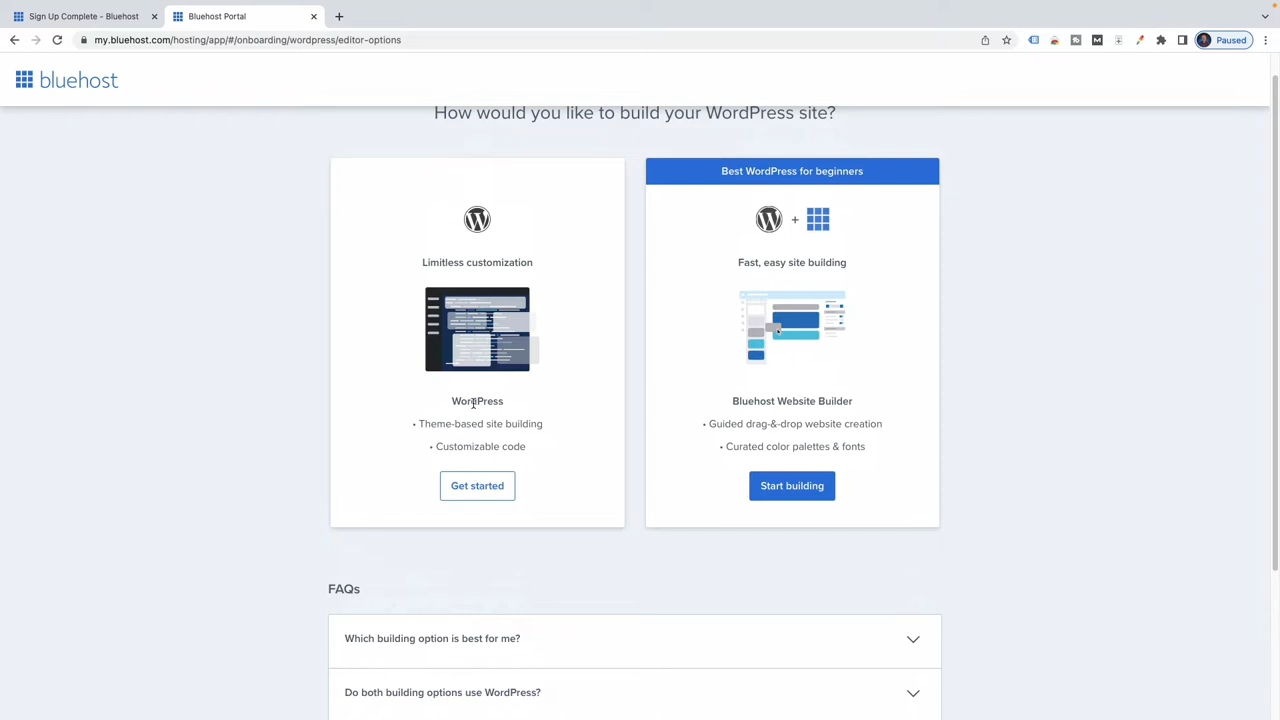 Sign Up Complete - Bluehost
Bluehost Portal
my.bluehost.com/hosting/app/#/onboarding/wordpress/editor-options
Paused
bluehost
How would you like to build your WordPress site?
Limitless customization
WordPress
• Theme-based site building
• Customizable code
Get started
Best WordPress for beginners
+
Fast, easy site building
Bluehost Website Builder
• Guided drag-&-drop website creation
• Curated color palettes & fonts
Start building
FAQs
Which building option is best for me?
Do both building options use WordPress?